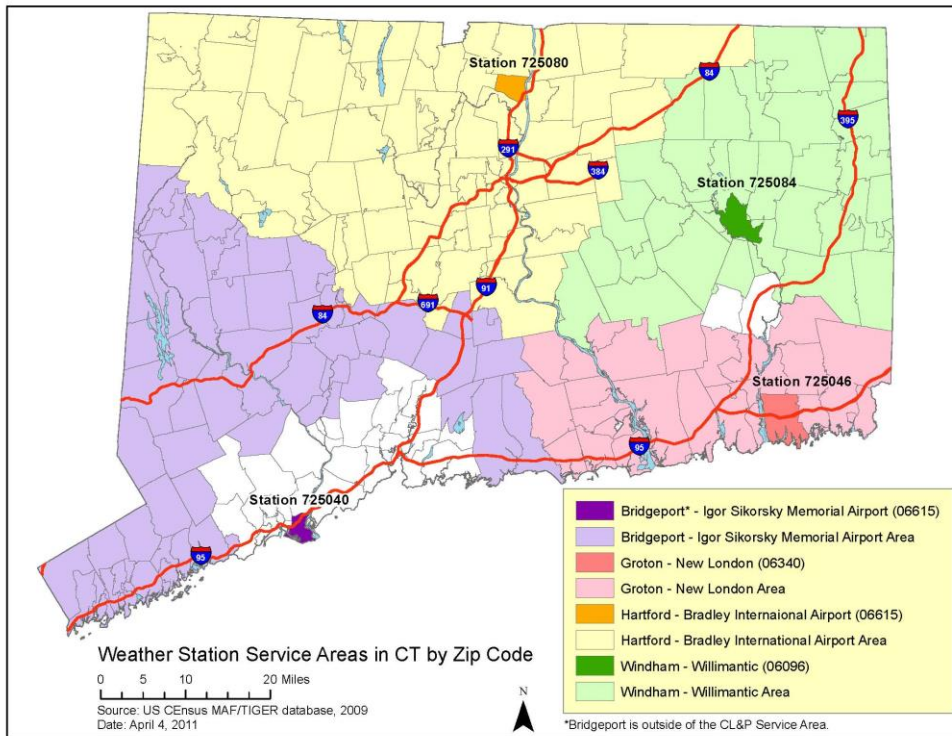 Station 725080
84
395
291
384
Station 725084
91
691
84
Station 725046
95
Station 725040
95
Bridgeport* - Igor Sikorsky Memorial Airport (06615)
Bridgeport - Igor Sikorsky Memorial Airport Area
Groton - New London (06340)
Groton - New London Area
Hartford - Bradley Internaional Airport (06615)
Hartford - Bradley International Airport Area
Windham - Willimantic (06096)
Windham - Willimantic Area
*Bridgeport is outside of the CL&P Service Area.
Weather Station Service Areas in CT by Zip Code
0 5 10 20 Miles
Source: US CEnsus MAF/TIGER database, 2009
Date: April 4, 2011
N